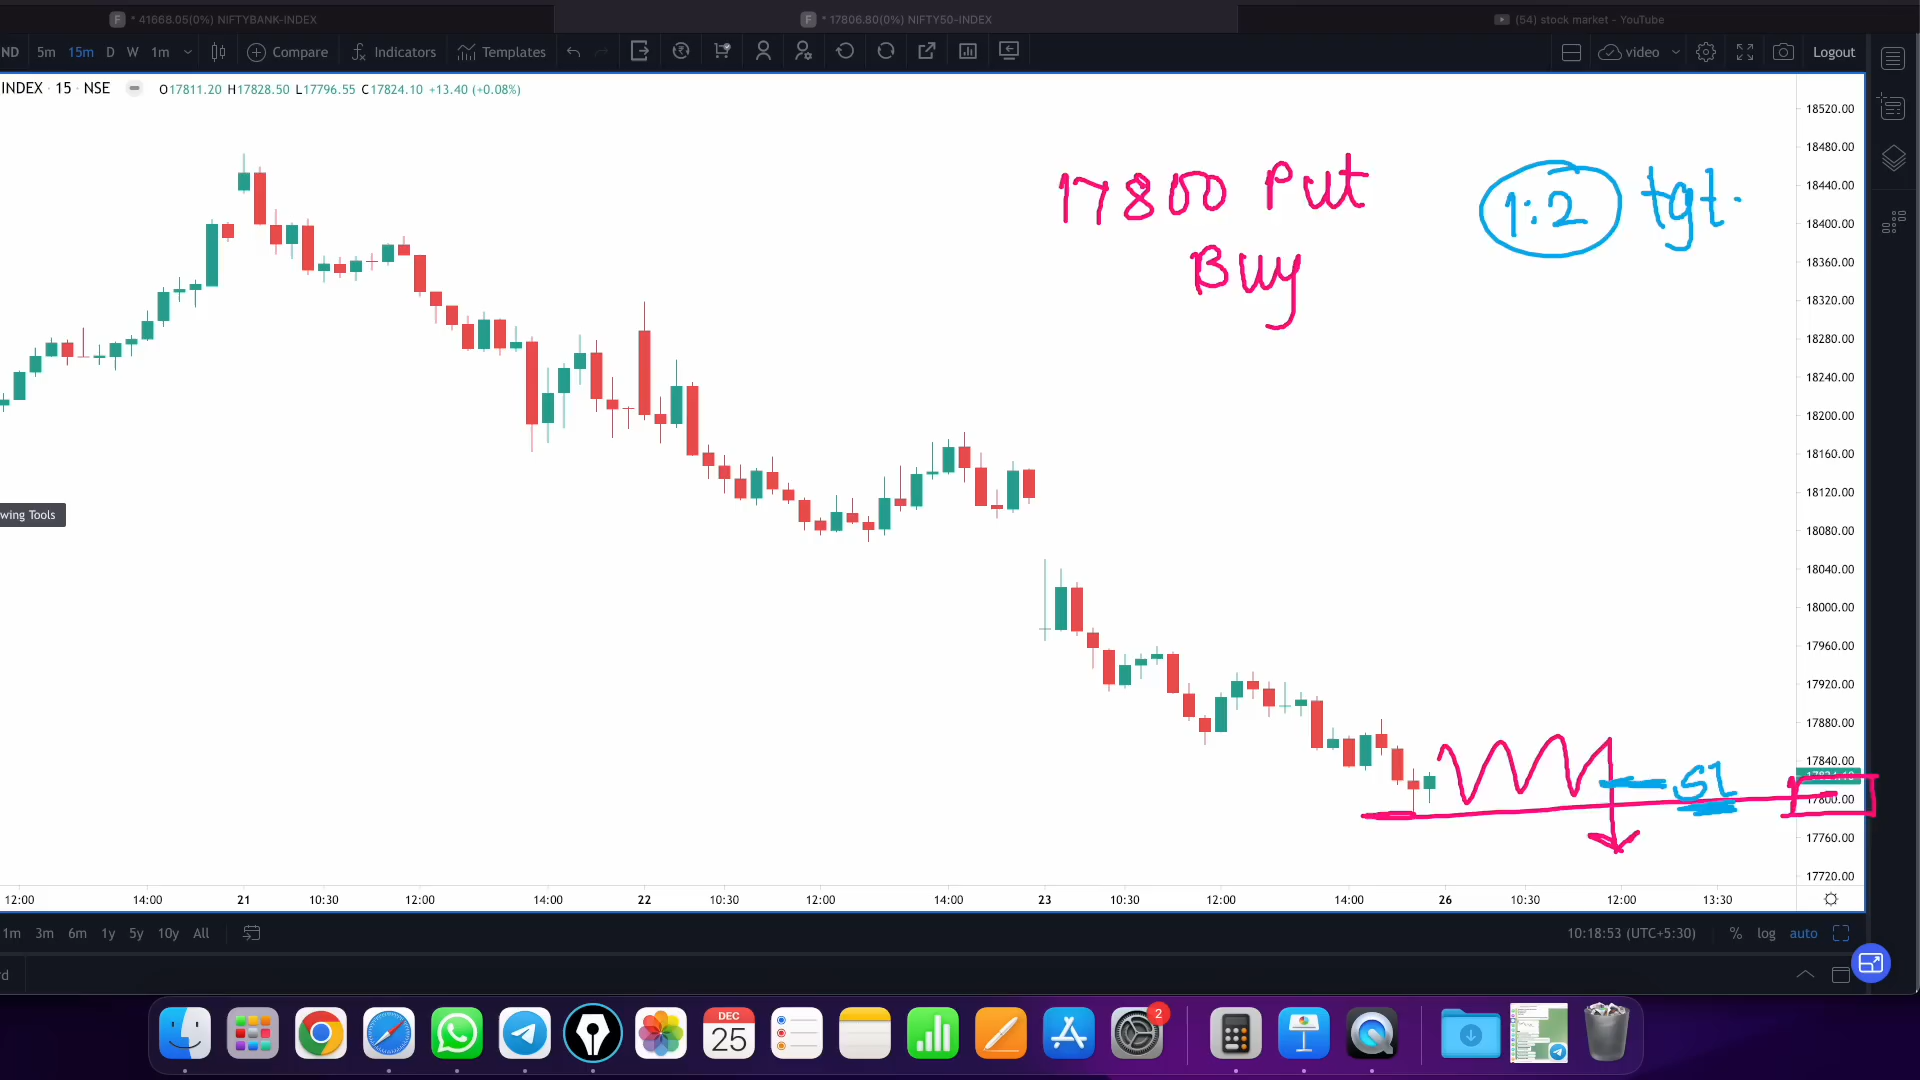 * 41668.05(0%) NIFTYBANK-INDEX
* 17806.80(0%) NIFTY50-INDEX
(54) stock market - YouTube
ND 5m 15m D W 1m Compare Indicators Templates video Logout
INDEX · 15 · NSE O17811.20 H17828.50 L17796.55 C17824.10 +13.40 (+0.08%)
17800 Put
Buy
1:2 tgt.
SL
wing Tools
18520.00
18480.00
18440.00
18400.00
18360.00
18320.00
18280.00
18240.00
18200.00
18160.00
18120.00
18080.00
18040.00
18000.00
17960.00
17920.00
17880.00
17840.00
17800.00
17760.00
17720.00
12:00 14:00 21 10:30 12:00 14:00 22 10:30 12:00 14:00 23 10:30 12:00 14:00 26 10:30 12:00 13:30
1m 3m 6m 1y 5y 10y All 10:18:53 (UTC+5:30) % log auto
rd
DEC
25
2